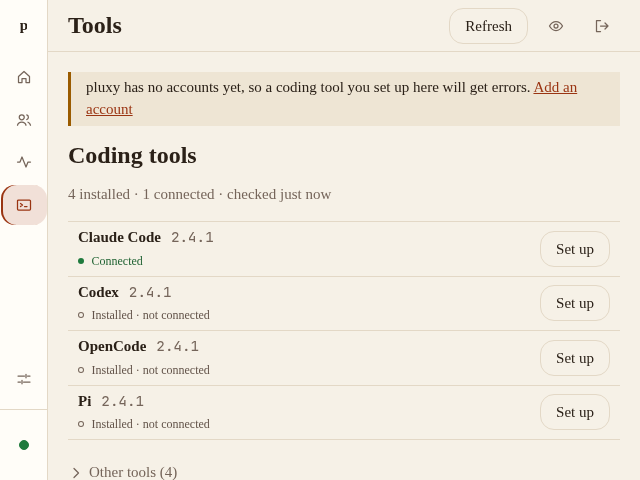 p
Tools
Refresh
pluxy has no accounts yet, so a coding tool you set up here will get errors. Add an
account
Coding tools
4 installed · 1 connected · checked just now
Claude Code 2.4.1
Connected
Set up
Codex 2.4.1
Installed · not connected
Set up
OpenCode 2.4.1
Installed · not connected
Set up
Pi 2.4.1
Installed · not connected
Set up
Other tools (4)